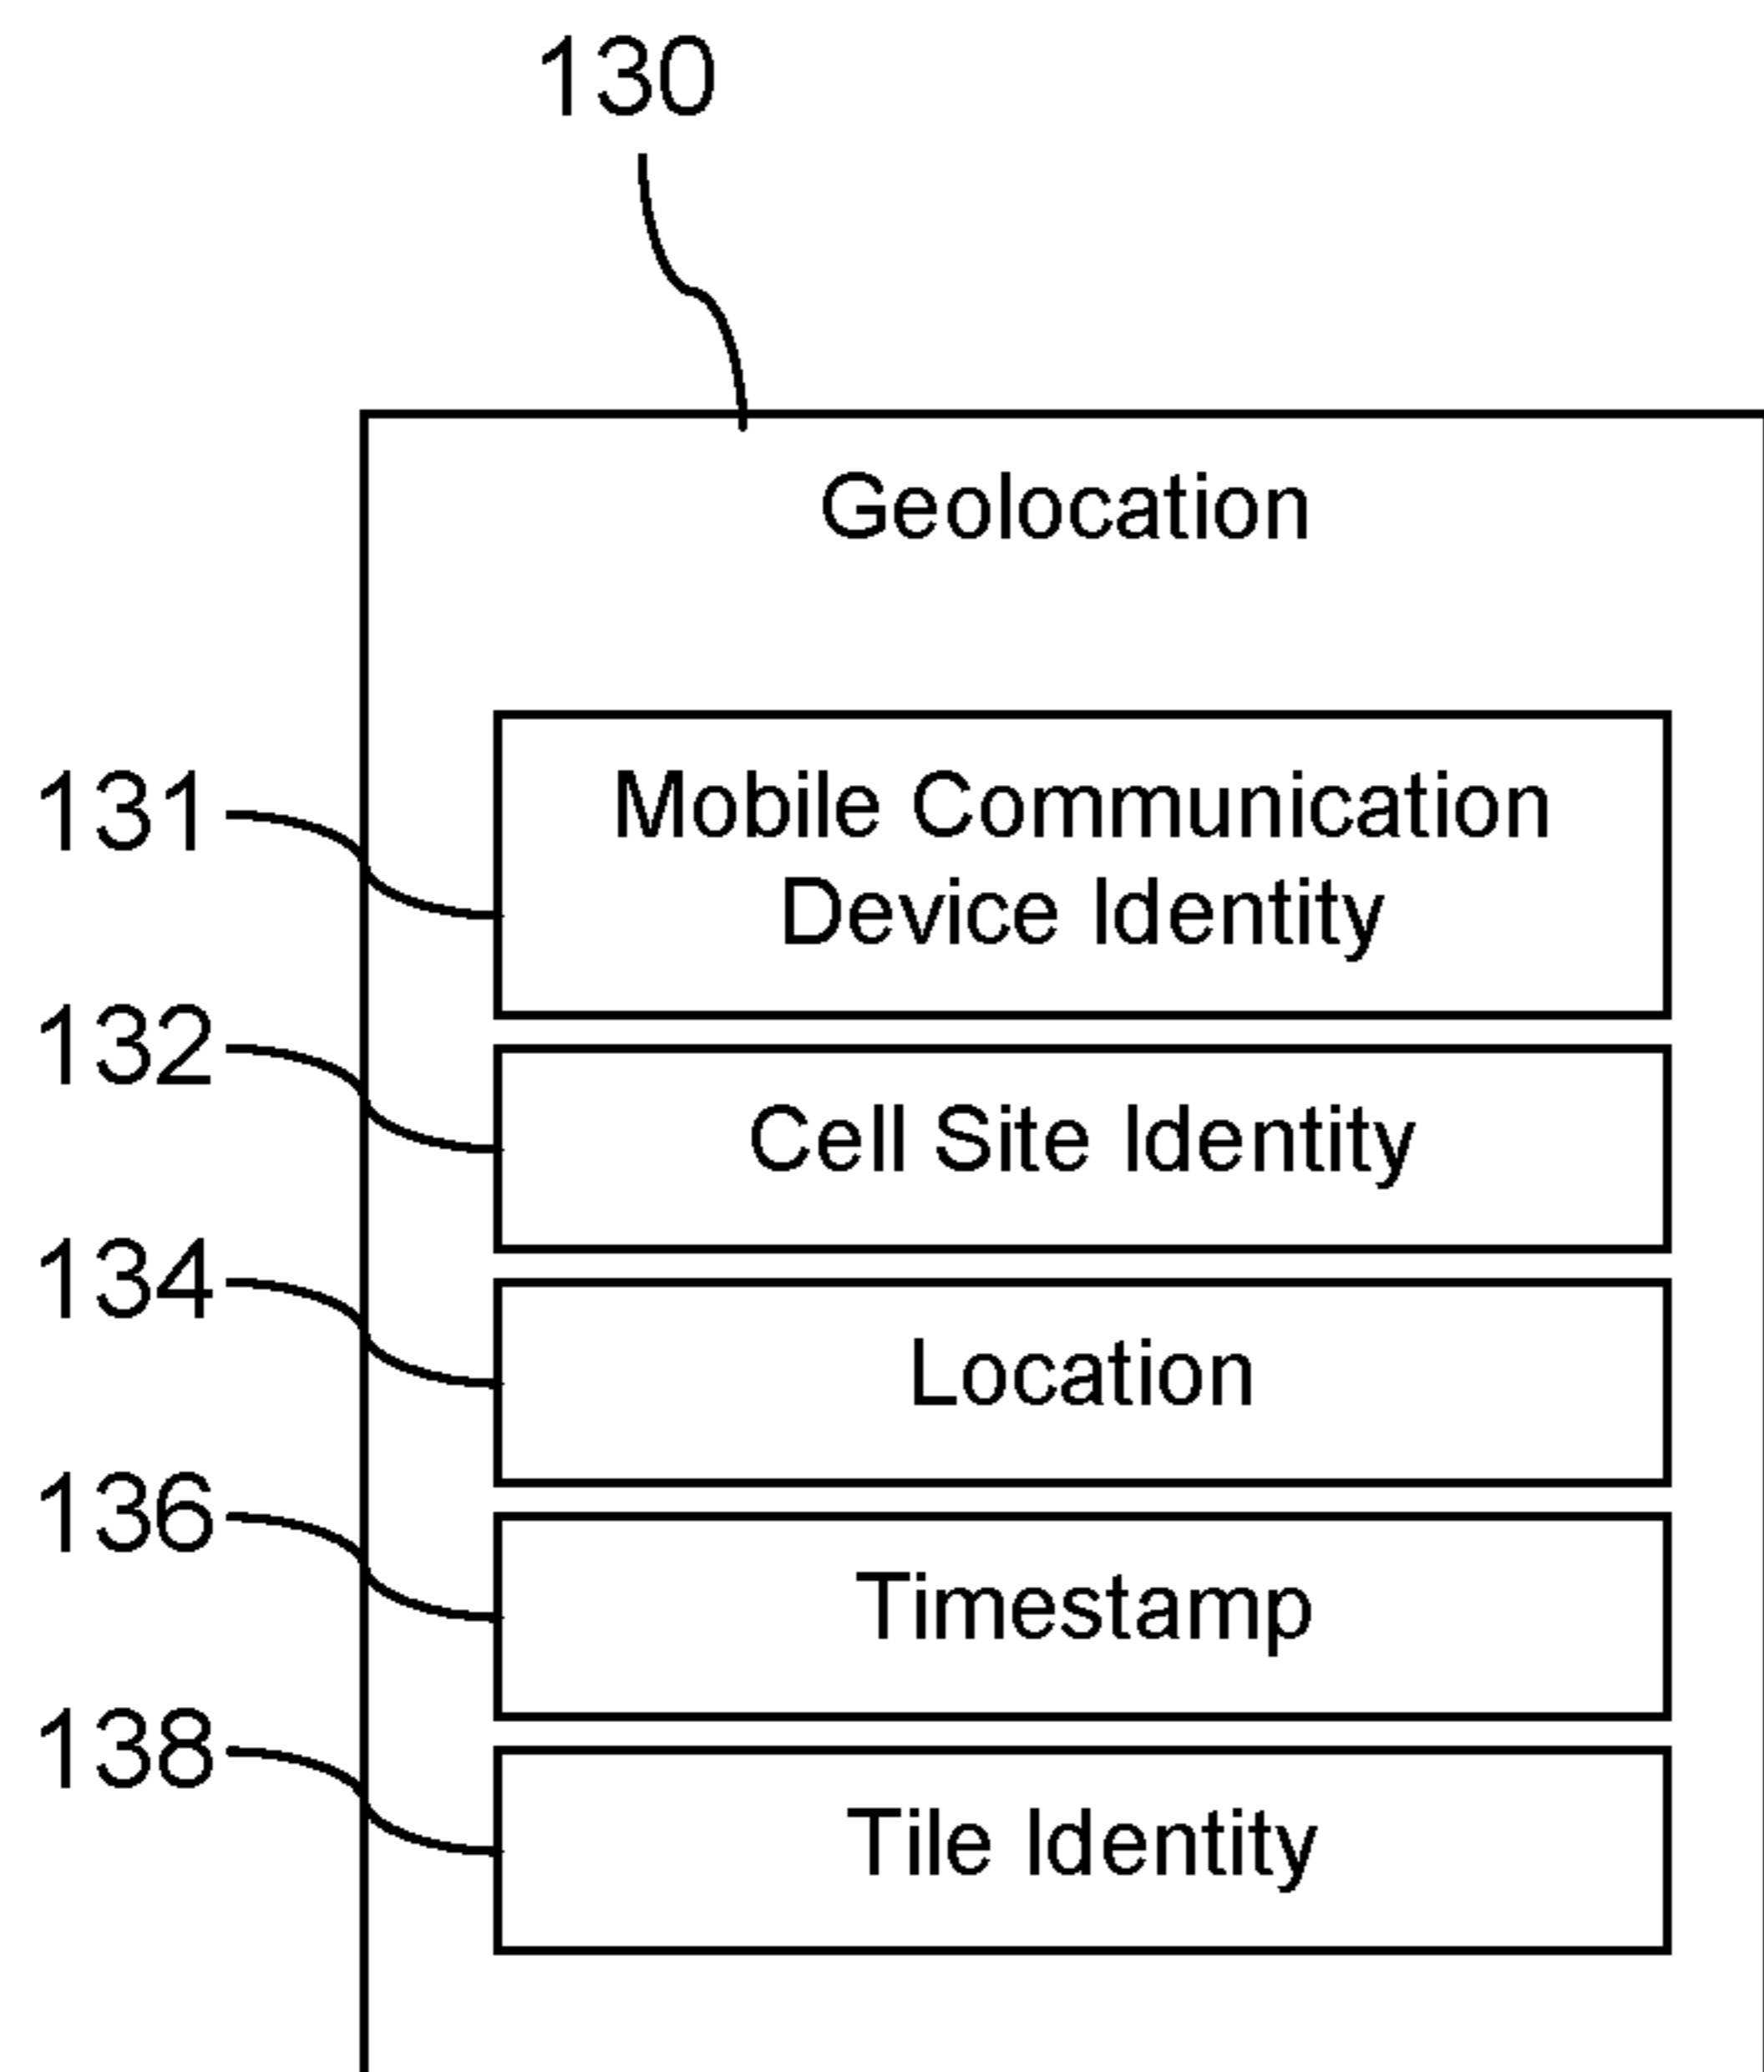 130
Geolocation
131
Mobile Communication
Device Identity
132
Cell Site Identity
134
Location
136
Timestamp
138
Tile Identity